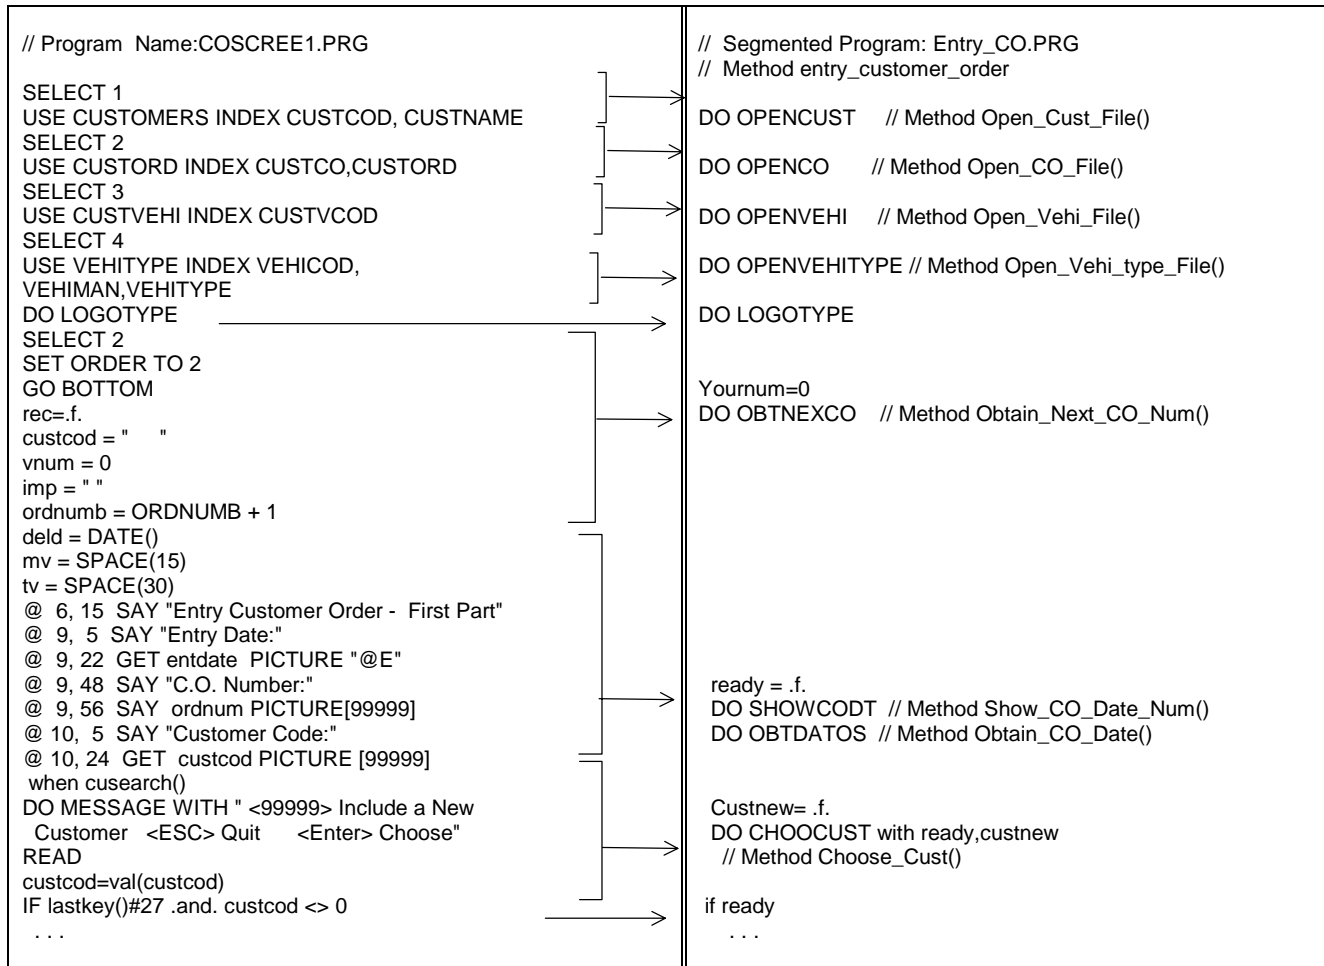 // Program  Name:COSCREE1.PRG
SELECT 1
USE CUSTOMERS INDEX CUSTCOD, CUSTNAME
SELECT 2
USE CUSTORD INDEX CUSTCO,CUSTORD
SELECT 3
USE CUSTVEHI INDEX CUSTVCOD
SELECT 4
USE VEHITYPE INDEX VEHICOD,
VEHIMAN,VEHITYPE
DO LOGOTYPE
SELECT 2
SET ORDER TO 2
GO BOTTOM
rec=.f.
custcod = "     "
vnum = 0
imp = " "
ordnumb = ORDNUMB + 1
deld = DATE()
mv = SPACE(15)
tv = SPACE(30)
@  6, 15  SAY "Entry Customer Order -  First Part"
@  9,  5  SAY "Entry Date:"
@  9, 22  GET entdate  PICTURE "@E"
@  9, 48  SAY "C.O. Number:"
@  9, 56  SAY  ordnum PICTURE[99999]
@ 10,  5  SAY "Customer Code:"
@ 10, 24  GET  custcod PICTURE [99999]
when cusearch()
DO MESSAGE WITH " <99999> Include a New
Customer   <ESC> Quit      <Enter> Choose"
READ
custcod=val(custcod)
IF lastkey()#27 .and. custcod <> 0
. . .
//  Segmented Program: Entry_CO.PRG
//  Method entry_customer_order
DO OPENCUST     // Method Open_Cust_File()
DO OPENCO      // Method Open_CO_File()
DO OPENVEHI     // Method Open_Vehi_File()
DO OPENVEHITYPE // Method Open_Vehi_type_File()
DO LOGOTYPE
Yournum=0
DO OBTNEXCO    // Method Obtain_Next_CO_Num()
ready = .f.
DO SHOWCODT  // Method Show_CO_Date_Num()
DO OBTDATOS  // Method Obtain_CO_Date()
Custnew= .f.
DO CHOOCUST with ready,custnew
// Method Choose_Cust()
if ready
. . .